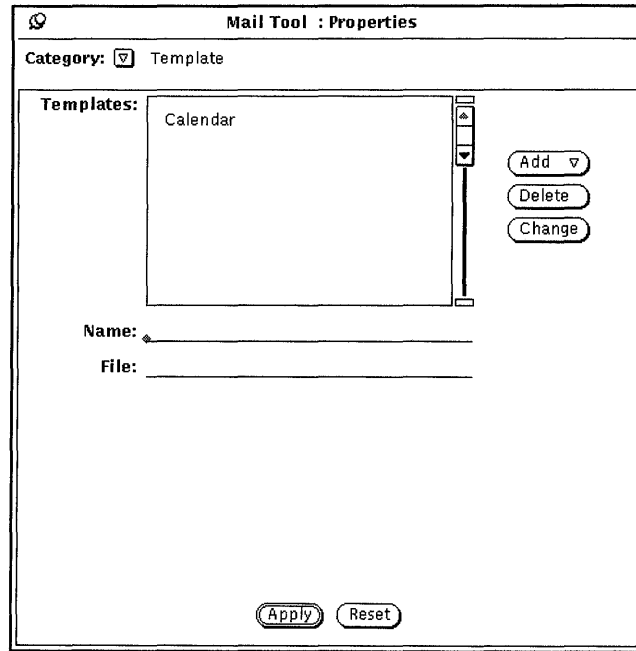 Mail Tool : Properties
Category: Template
Templates: Calendar
Add
Delete
Change
Name:
File:
Apply Reset